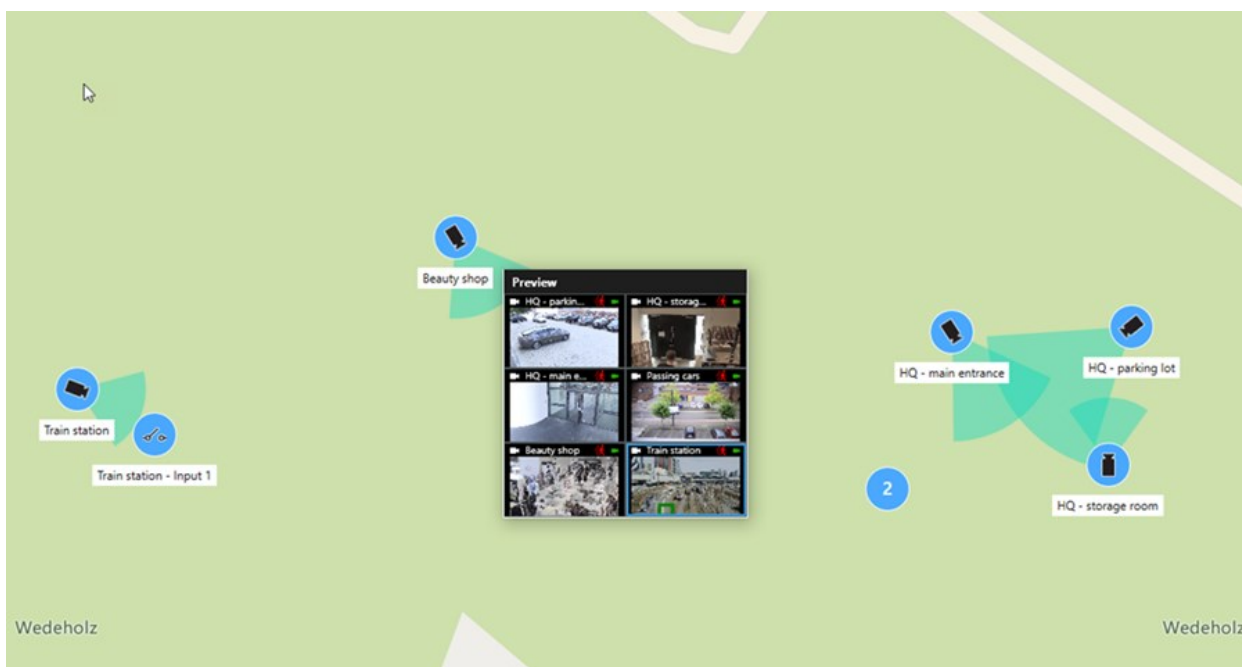 Beauty shop
Preview
HQ - parkin...
HQ - storag...
HQ - main e...
Passing cars
Beauty shop
Train station
HQ - main entrance
HQ - parking lot
Train station
Train station - Input 1
2
HQ - storage room
Wedeholz
Wedeholz